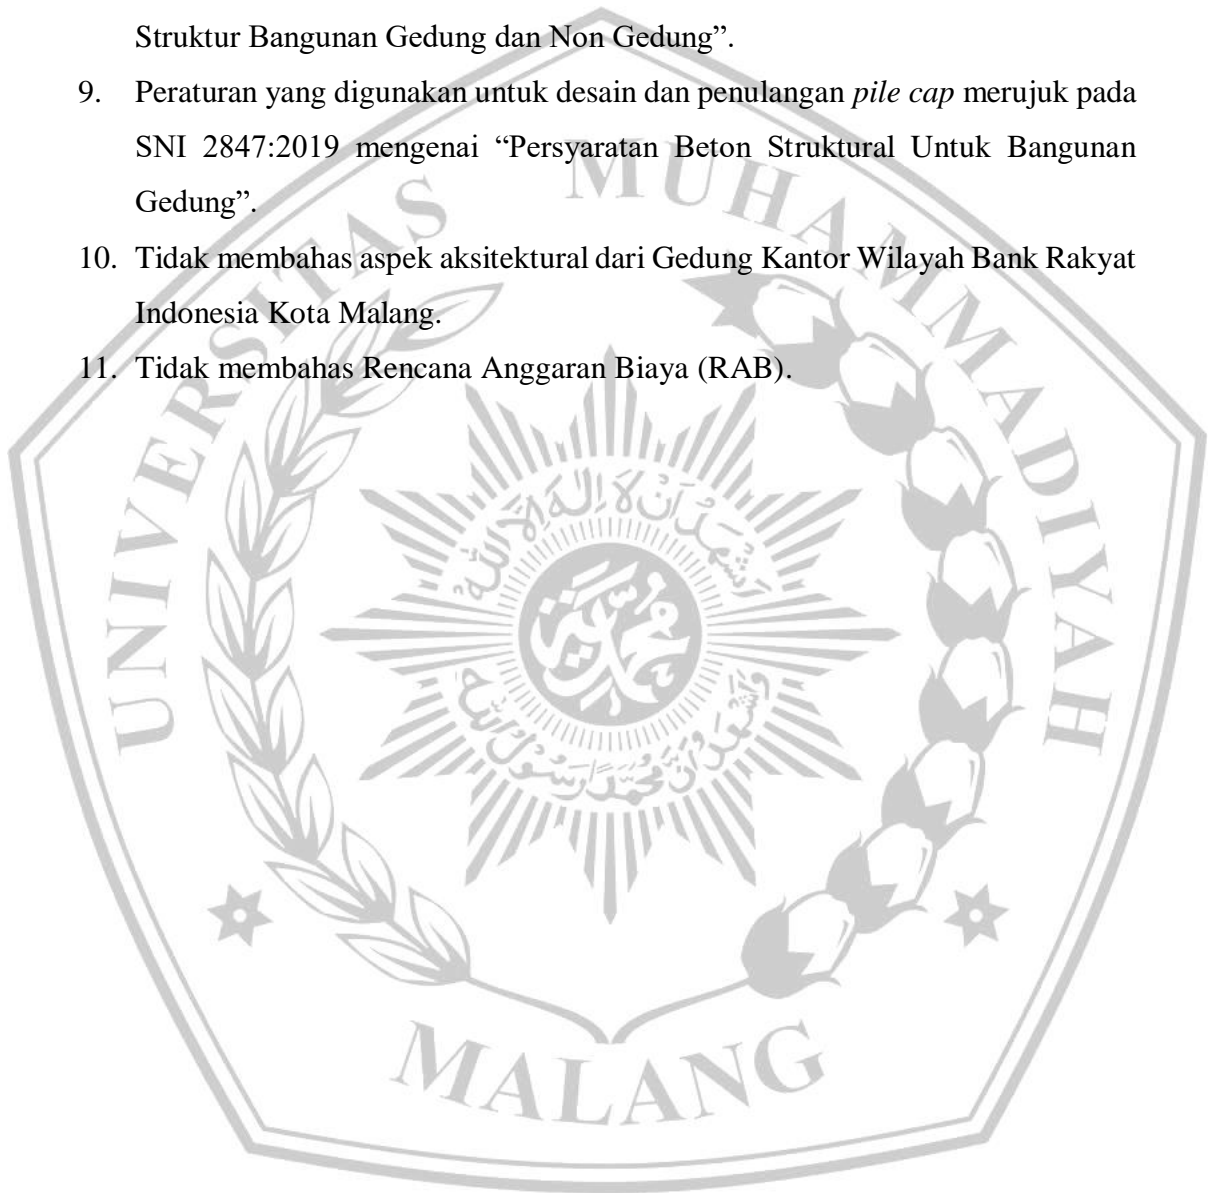 Struktur Bangunan Gedung dan Non Gedung”.
9. Peraturan yang digunakan untuk desain dan penulangan pile cap merujuk pada
SNI 2847:2019 mengenai “Persyaratan Beton Struktural Untuk Bangunan
Gedung”.
10. Tidak membahas aspek aksitektural dari Gedung Kantor Wilayah Bank Rakyat
Indonesia Kota Malang.
11. Tidak membahas Rencana Anggaran Biaya (RAB).
UNIVERSITAS MUHAMMADIYAH
MALANG